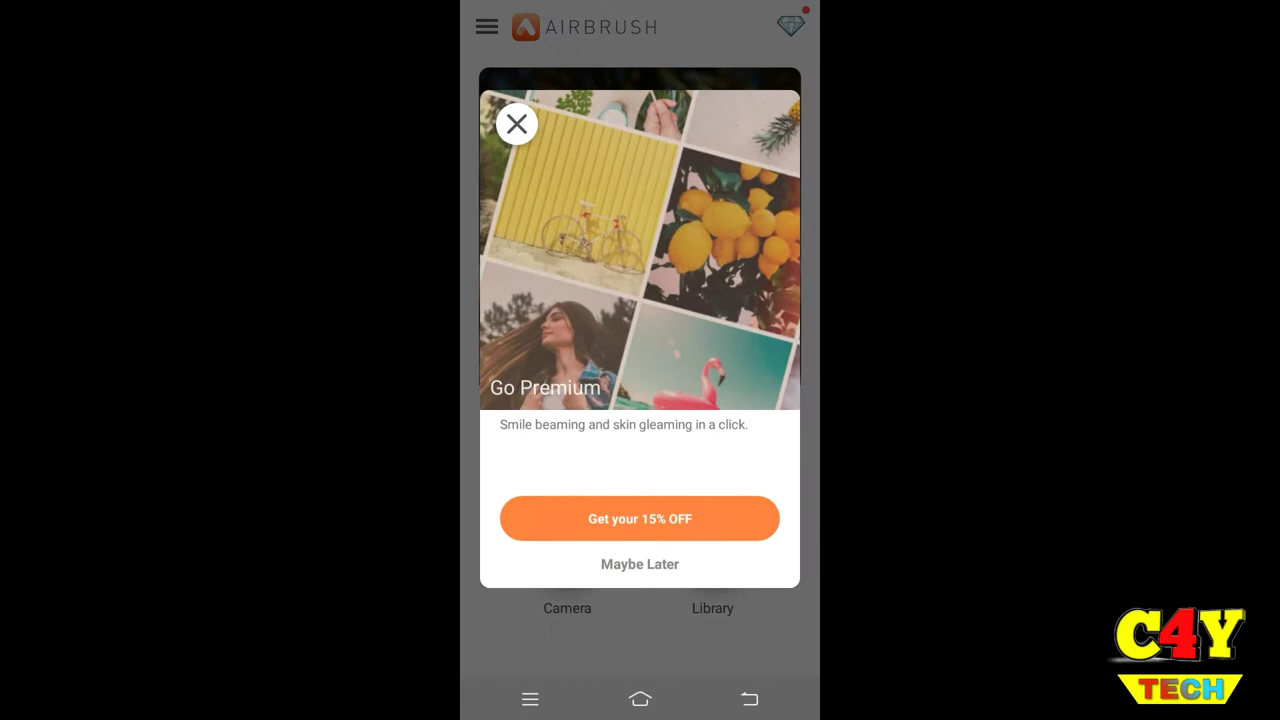 AIRBRUSH
Go Premium
Smile beaming and skin gleaming in a click.
Get your 15% OFF
Maybe Later
Camera
Library
C4Y
TECH